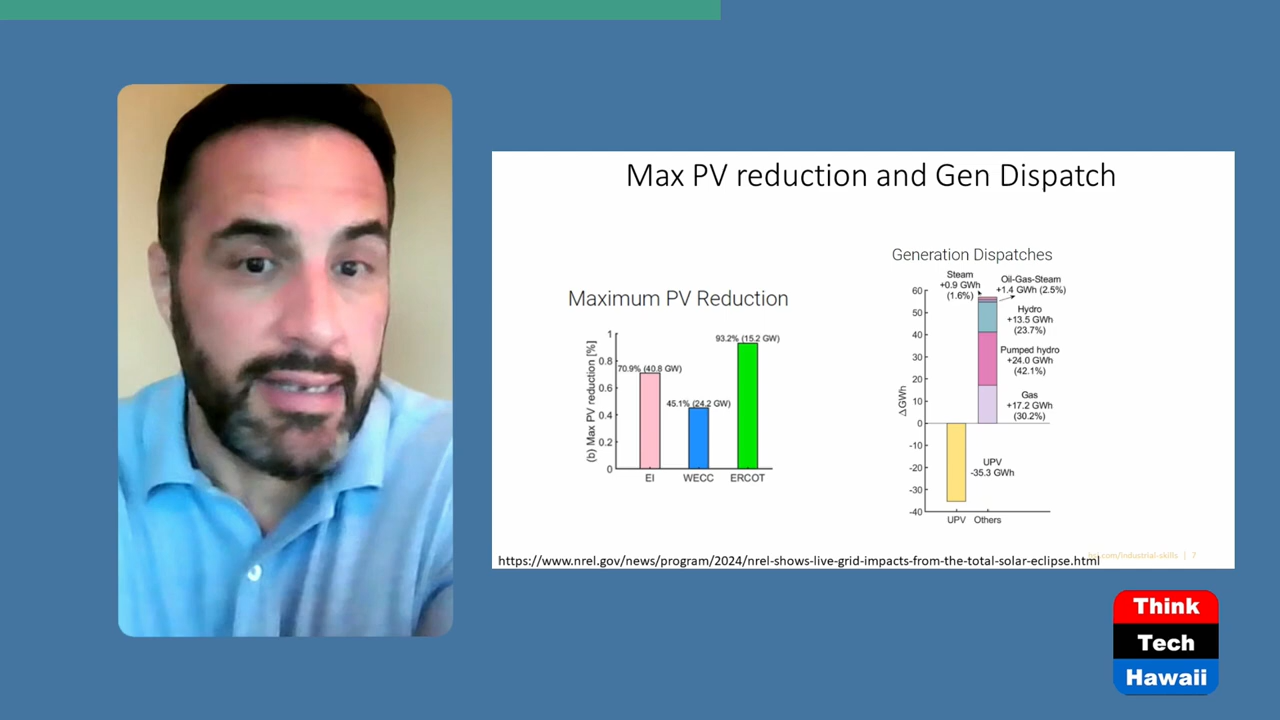 Max PV reduction and Gen Dispatch
Maximum PV Reduction
(b) Max PV reduction [%]
1
0.8
0.6
0.4
0.2
0
70.9% (40.8 GW)
45.1% (24.2 GW)
93.2% (15.2 GW)
EI
WECC
ERCOT
Generation Dispatches
ΔGWh
60
50
40
30
20
10
0
-10
-20
-30
-40
Steam
+0.9 GWh
(1.6%)
Oil-Gas-Steam
+1.4 GWh (2.5%)
Hydro
+13.5 GWh
(23.7%)
Pumped hydro
+24.0 GWh
(42.1%)
Gas
+17.2 GWh
(30.2%)
UPV
-35.3 GWh
UPV
Others
.com/industrial-skills | 7
https://www.nrel.gov/news/program/2024/nrel-shows-live-grid-impacts-from-the-total-solar-eclipse.html
Think
Tech
Hawaii